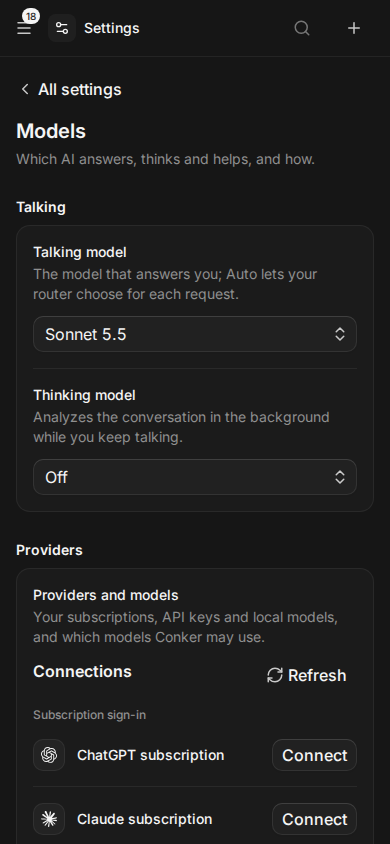 18
Settings
All settings
Models
Which AI answers, thinks and helps, and how.
Talking
Talking model
The model that answers you; Auto lets your
router choose for each request.
Sonnet 5.5
Thinking model
Analyzes the conversation in the background
while you keep talking.
Off
Providers
Providers and models
Your subscriptions, API keys and local models,
and which models Conker may use.
Connections
Refresh
Subscription sign-in
ChatGPT subscription
Connect
Claude subscription
Connect